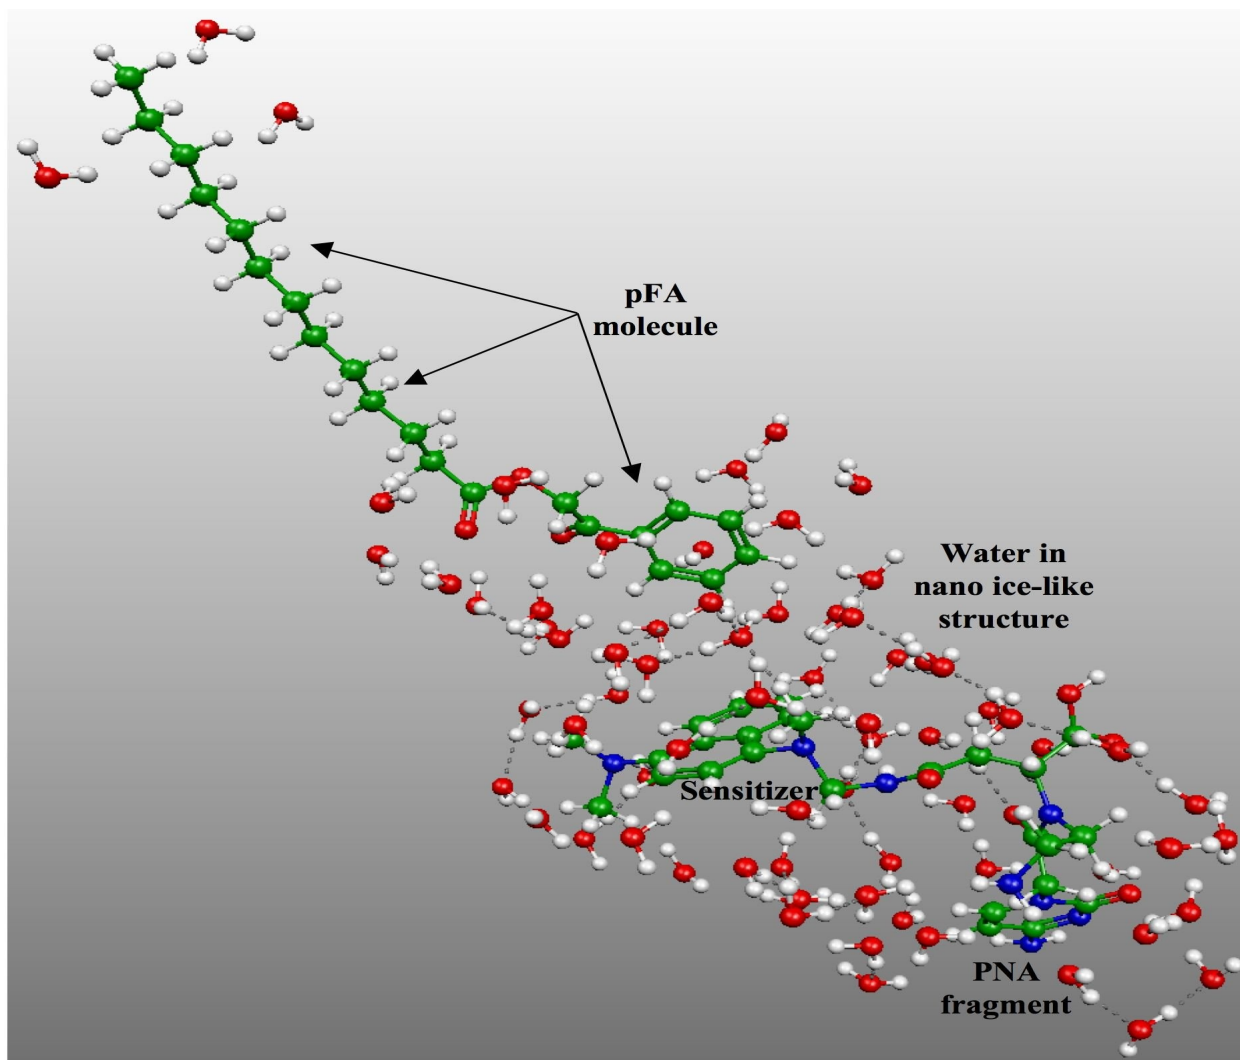 pFA
molecule
Water in
nano ice-like
structure
Sensitizer
PNA
fragment